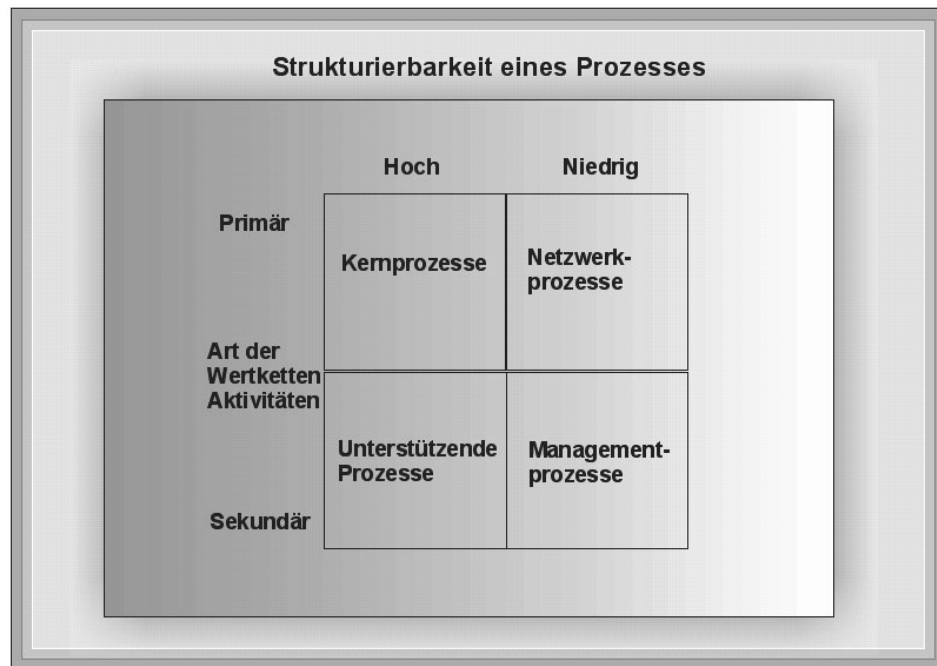 Strukturierbarkeit eines Prozesses
Hoch
Niedrig
Primär
Kernprozesse
Netzwerk-
prozesse
Art der
Wertketten
Aktivitäten
Unterstützende
Prozesse
Management-
prozesse
Sekundär